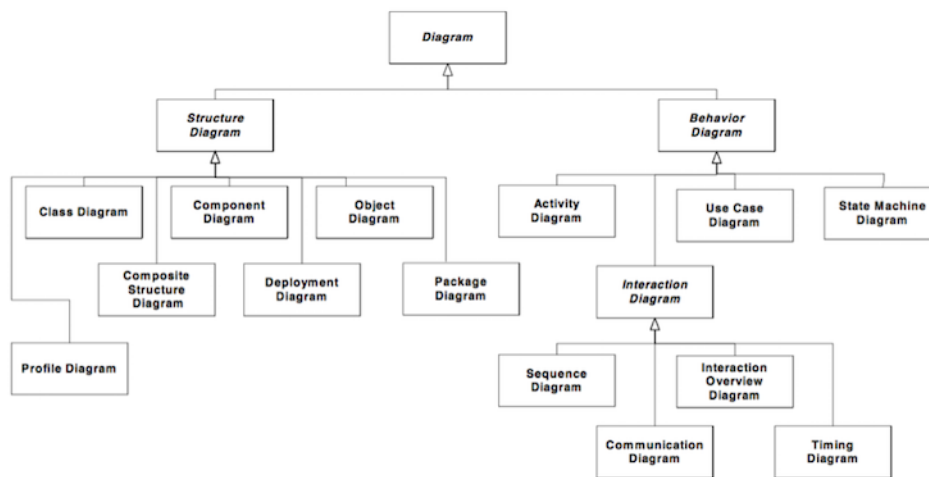 Diagram
Structure
Diagram
Behavior
Diagram
Class Diagram
Component
Diagram
Object
Diagram
Activity
Diagram
Use Case
Diagram
State Machine
Diagram
Composite
Structure
Diagram
Deployment
Diagram
Package
Diagram
Interaction
Diagram
Profile Diagram
Sequence
Diagram
Interaction
Overview
Diagram
Communication
Diagram
Timing
Diagram